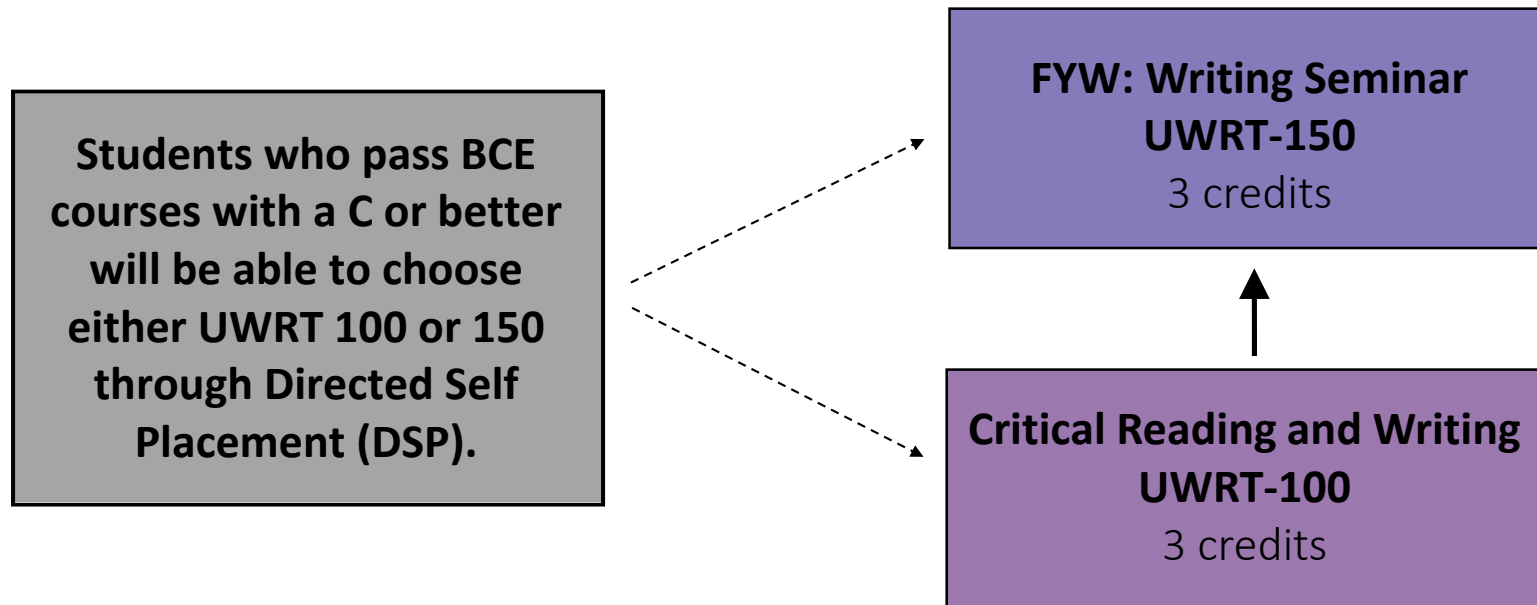 Students who pass BCE
courses with a C or better
will be able to choose
either UWRT 100 or 150
through Directed Self
Placement (DSP).
FYW: Writing Seminar
UWRT-150
3 credits
Critical Reading and Writing
UWRT-100
3 credits